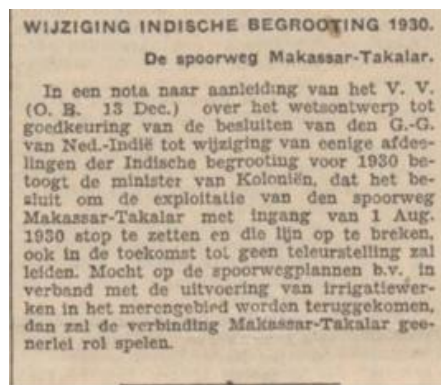 WIJZIGING INDISCHE BEGROOTING 1930.
De spoorweg Makassar-Takalar.
In een nota naar aanleiding van het V. V.
(O. B. 13 Dec.) over het wetsontwerp tot
goedkeuring van de besluiten van den G.-G.
van Ned.-Indië tot wijziging van eenige afdee-
lingen der Indische begrooting voor 1930 be-
toogt de minister van Koloniën, dat het be-
sluit om de exploitatie van den spoorweg
Makassar-Takalar met ingang van 1 Aug.
1930 stop te zetten en die lijn op te breken,
ook in de toekomst tot geen teleurstelling zal
leiden. Mocht op de spoorwegplannen b.v. in
verband met de uitvoering van irrigatiewer-
ken in het merengebied worden teruggekomen,
dan zal de verbinding Makassar-Takalar gee-
nerlei rol spelen.